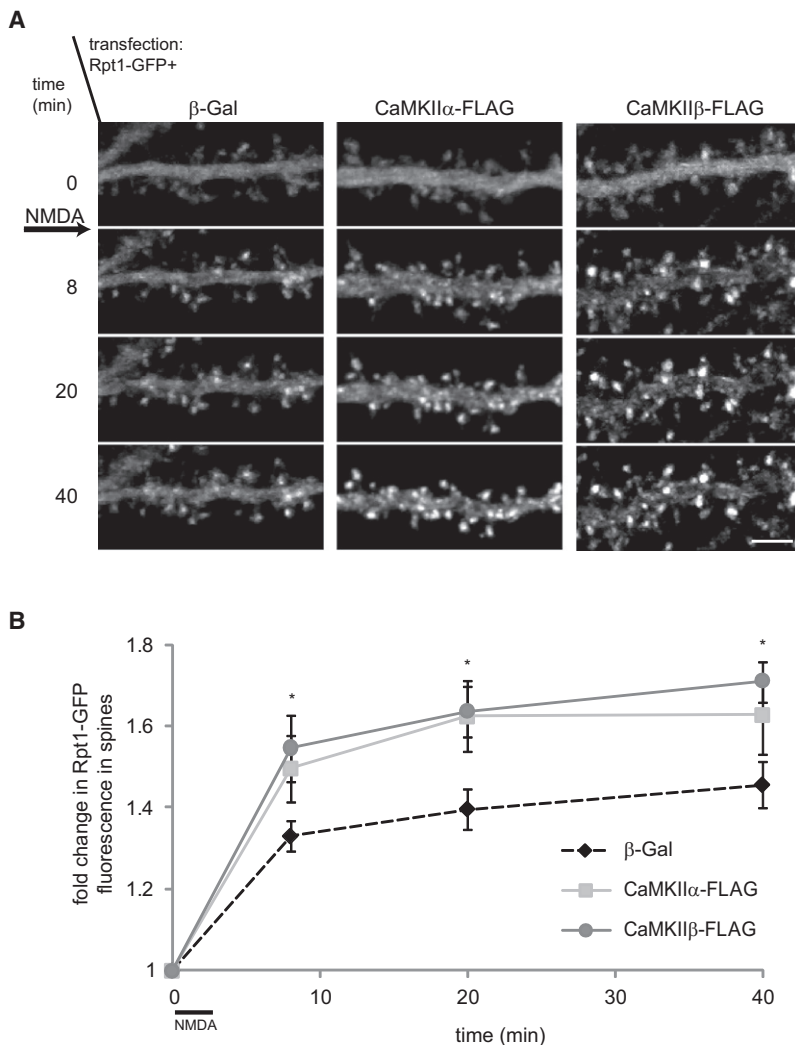 A
transfection:
Rpt1-GFP+
time
(min)
β-Gal
CaMKIIα-FLAG
CaMKIIβ-FLAG
0
NMDA
8
20
40
B
fold change in Rpt1-GFP
fluorescence in spines
1.8
1.6
1.4
1.2
1
*
*
*
β-Gal
CaMKIIα-FLAG
CaMKIIβ-FLAG
0
10
20
30
40
NMDA
time (min)